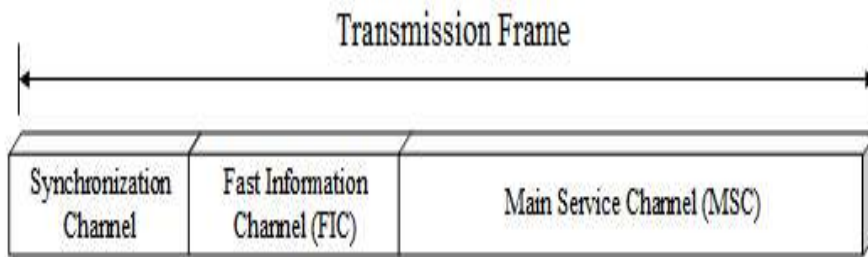 Transmission Frame
Synchronization
Channel
Fast Information
Channel (FIC)
Main Service Channel (MSC)